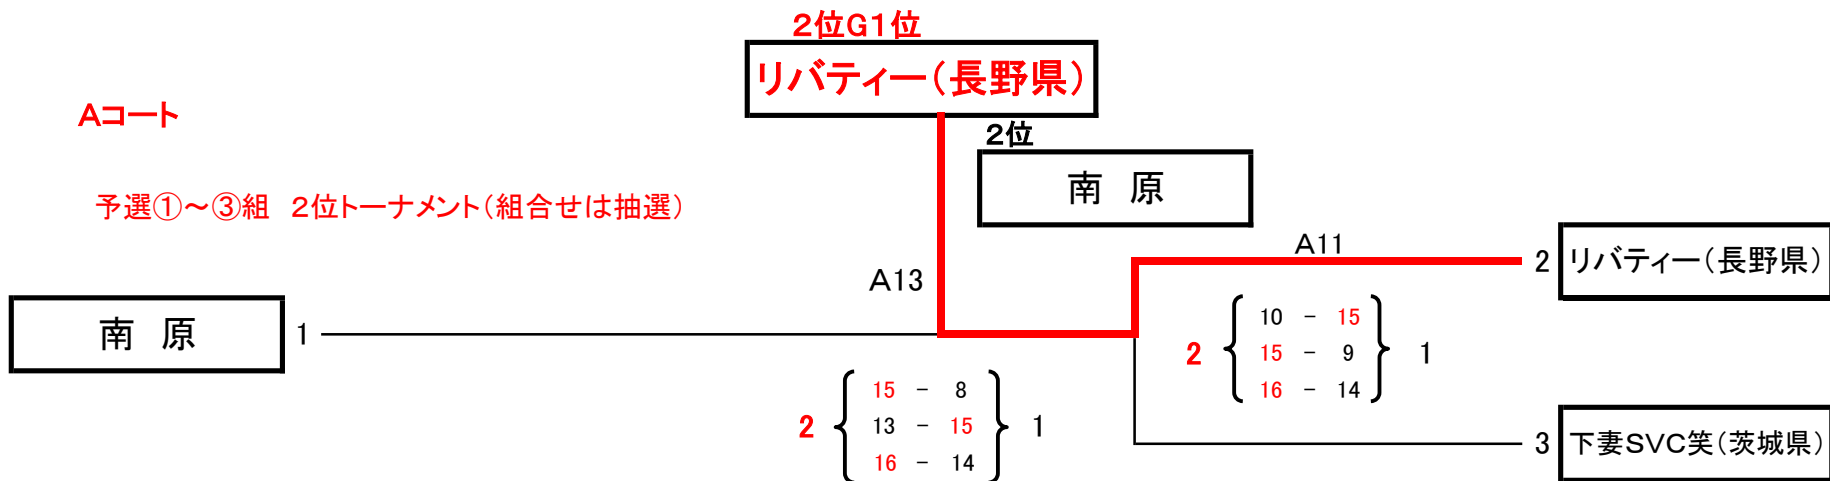 2位G1位
リバティー(長野県)
Aコート
2位
南 原
予選①～③組 2位トーナメント(組合せは抽選)
A11
2 リバティー(長野県)
A13
南 原 1
10 - 15
2 { 15 - 9 } 1
16 - 14
15 - 8
2 { 13 - 15 } 1
16 - 14
3 下妻SVC笑(茨城県)